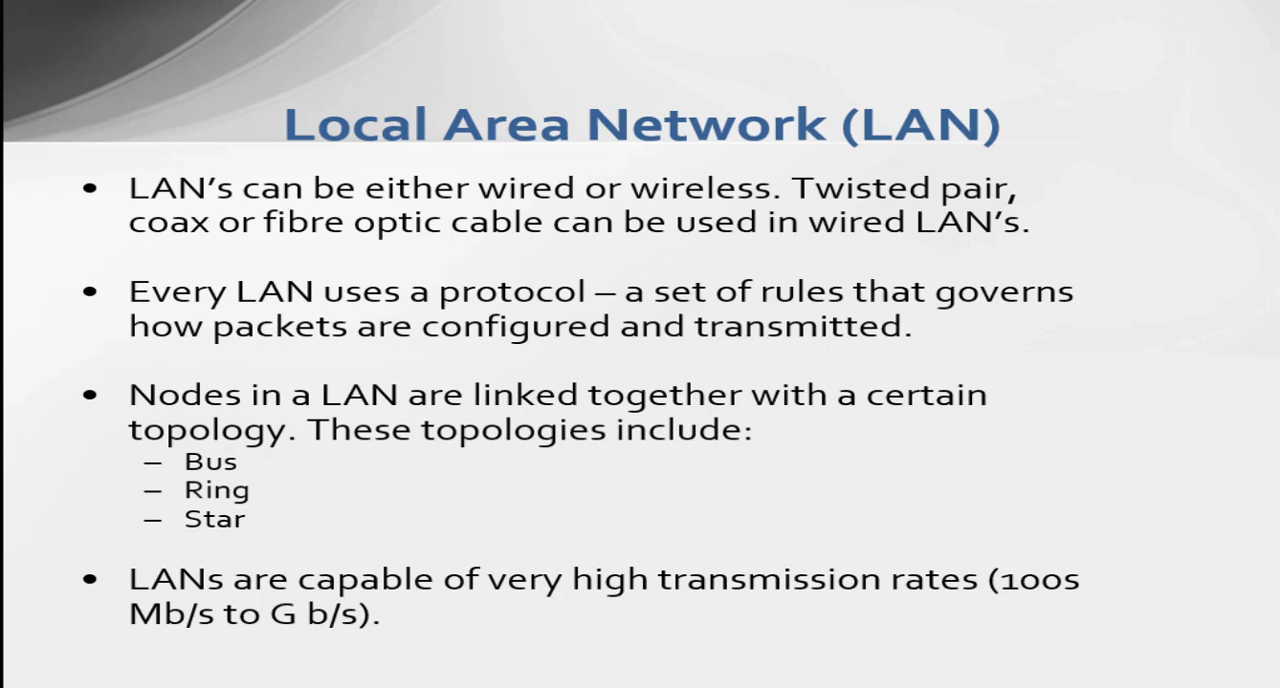 Local Area Network (LAN)
• LAN’s can be either wired or wireless. Twisted pair,
coax or fibre optic cable can be used in wired LAN’s.
• Every LAN uses a protocol – a set of rules that governs
how packets are configured and transmitted.
• Nodes in a LAN are linked together with a certain
topology. These topologies include:
– Bus
– Ring
– Star
• LANs are capable of very high transmission rates (100s
Mb/s to G b/s).